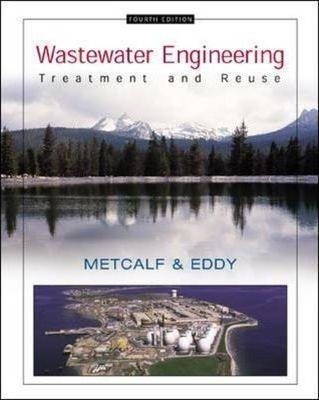 FOURTH EDITION
Wastewater Engineering
Treatment and Reuse
METCALF & EDDY